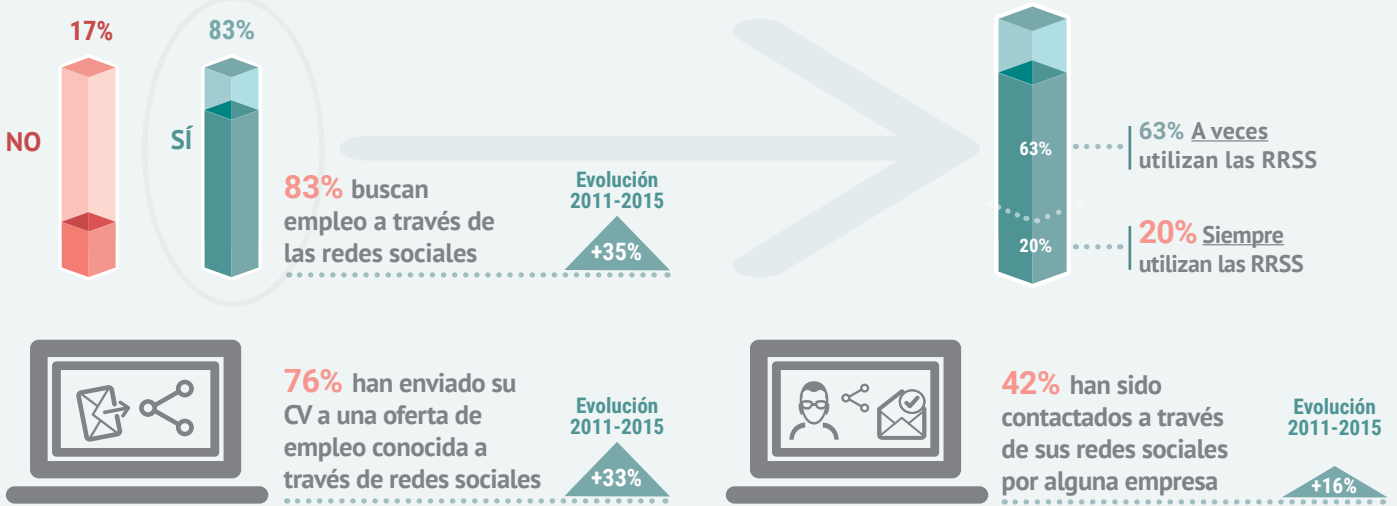 17%
83%
NO
SÍ
83% buscan
empleo a través de
las redes sociales
Evolución
2011-2015
+35%
63%
20%
63% A veces
utilizan las RRSS
20% Siempre
utilizan las RRSS
76% han enviado su
CV a una oferta de
empleo conocida a
través de redes sociales
Evolución
2011-2015
+33%
42% han sido
contactados a través
de sus redes sociales
por alguna empresa
Evolución
2011-2015
+16%